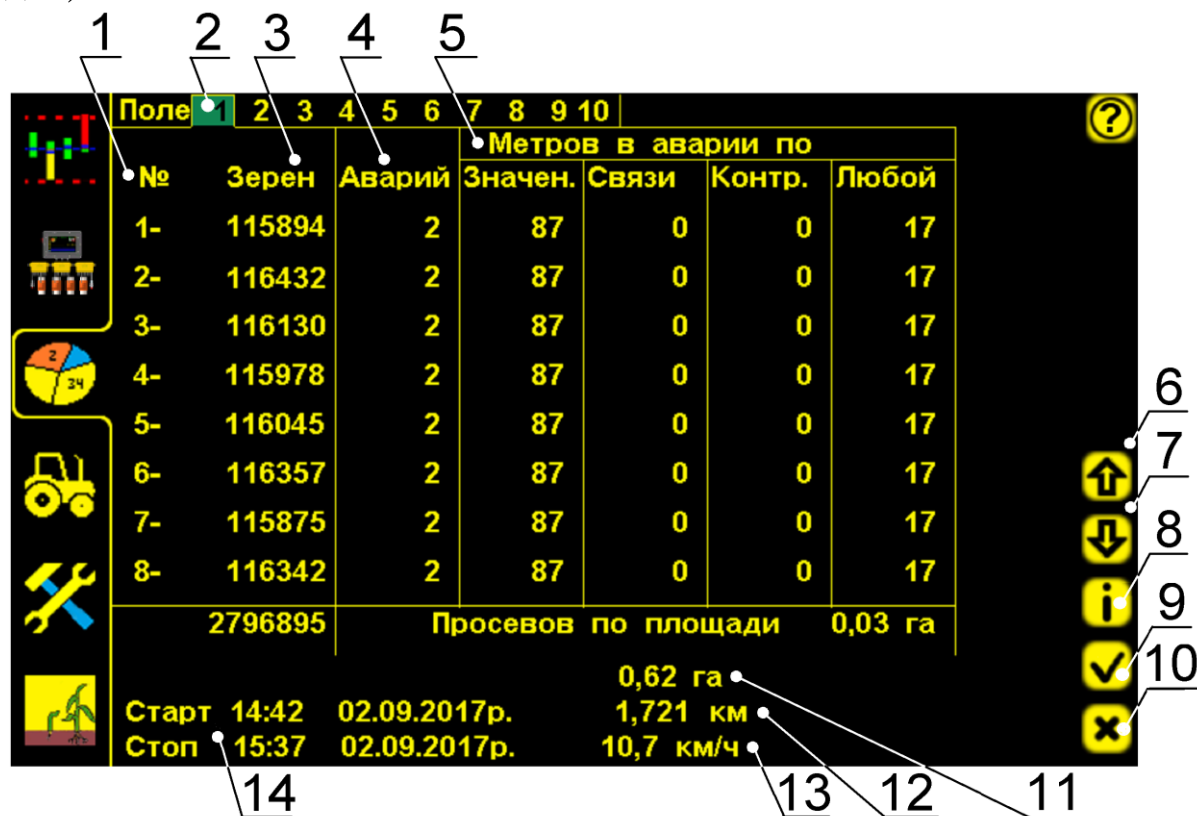 1 2 3 4 5
Поле 1 2 3 4 5 6 7 8 9 10
Метров в аварии по
№ Зерен Аварий Значен. Связи Контр. Любой
1- 115894 2 87 0 0 17
2- 116432 2 87 0 0 17
3- 116130 2 87 0 0 17
4- 115978 2 87 0 0 17
5- 116045 2 87 0 0 17
6- 116357 2 87 0 0 17
7- 115875 2 87 0 0 17
8- 116342 2 87 0 0 17
2796895 Просевов по площади 0,03 га
0,62 га
Старт 14:42 02.09.2017р. 1,721 км
Стоп 15:37 02.09.2017р. 10,7 км/ч
2
34
?
6
7
8
i
9
10
14 13 12 11